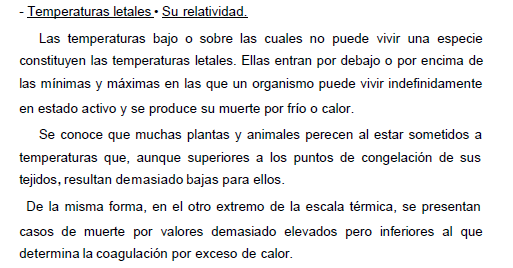 - Temperaturas letales • Su relatividad.
Las temperaturas bajo o sobre las cuales no puede vivir una especie
constituyen las temperaturas letales. Ellas entran por debajo o por encima de
las mínimas y máximas en las que un organismo puede vivir indefinidamente
en estado activo y se produce su muerte por frío o calor.
Se conoce que muchas plantas y animales perecen al estar sometidos a
temperaturas que, aunque superiores a los puntos de congelación de sus
tejidos, resultan demasiado bajas para ellos.
De la misma forma, en el otro extremo de la escala térmica, se presentan
casos de muerte por valores demasiado elevados pero inferiores al que
determina la coagulación por exceso de calor.